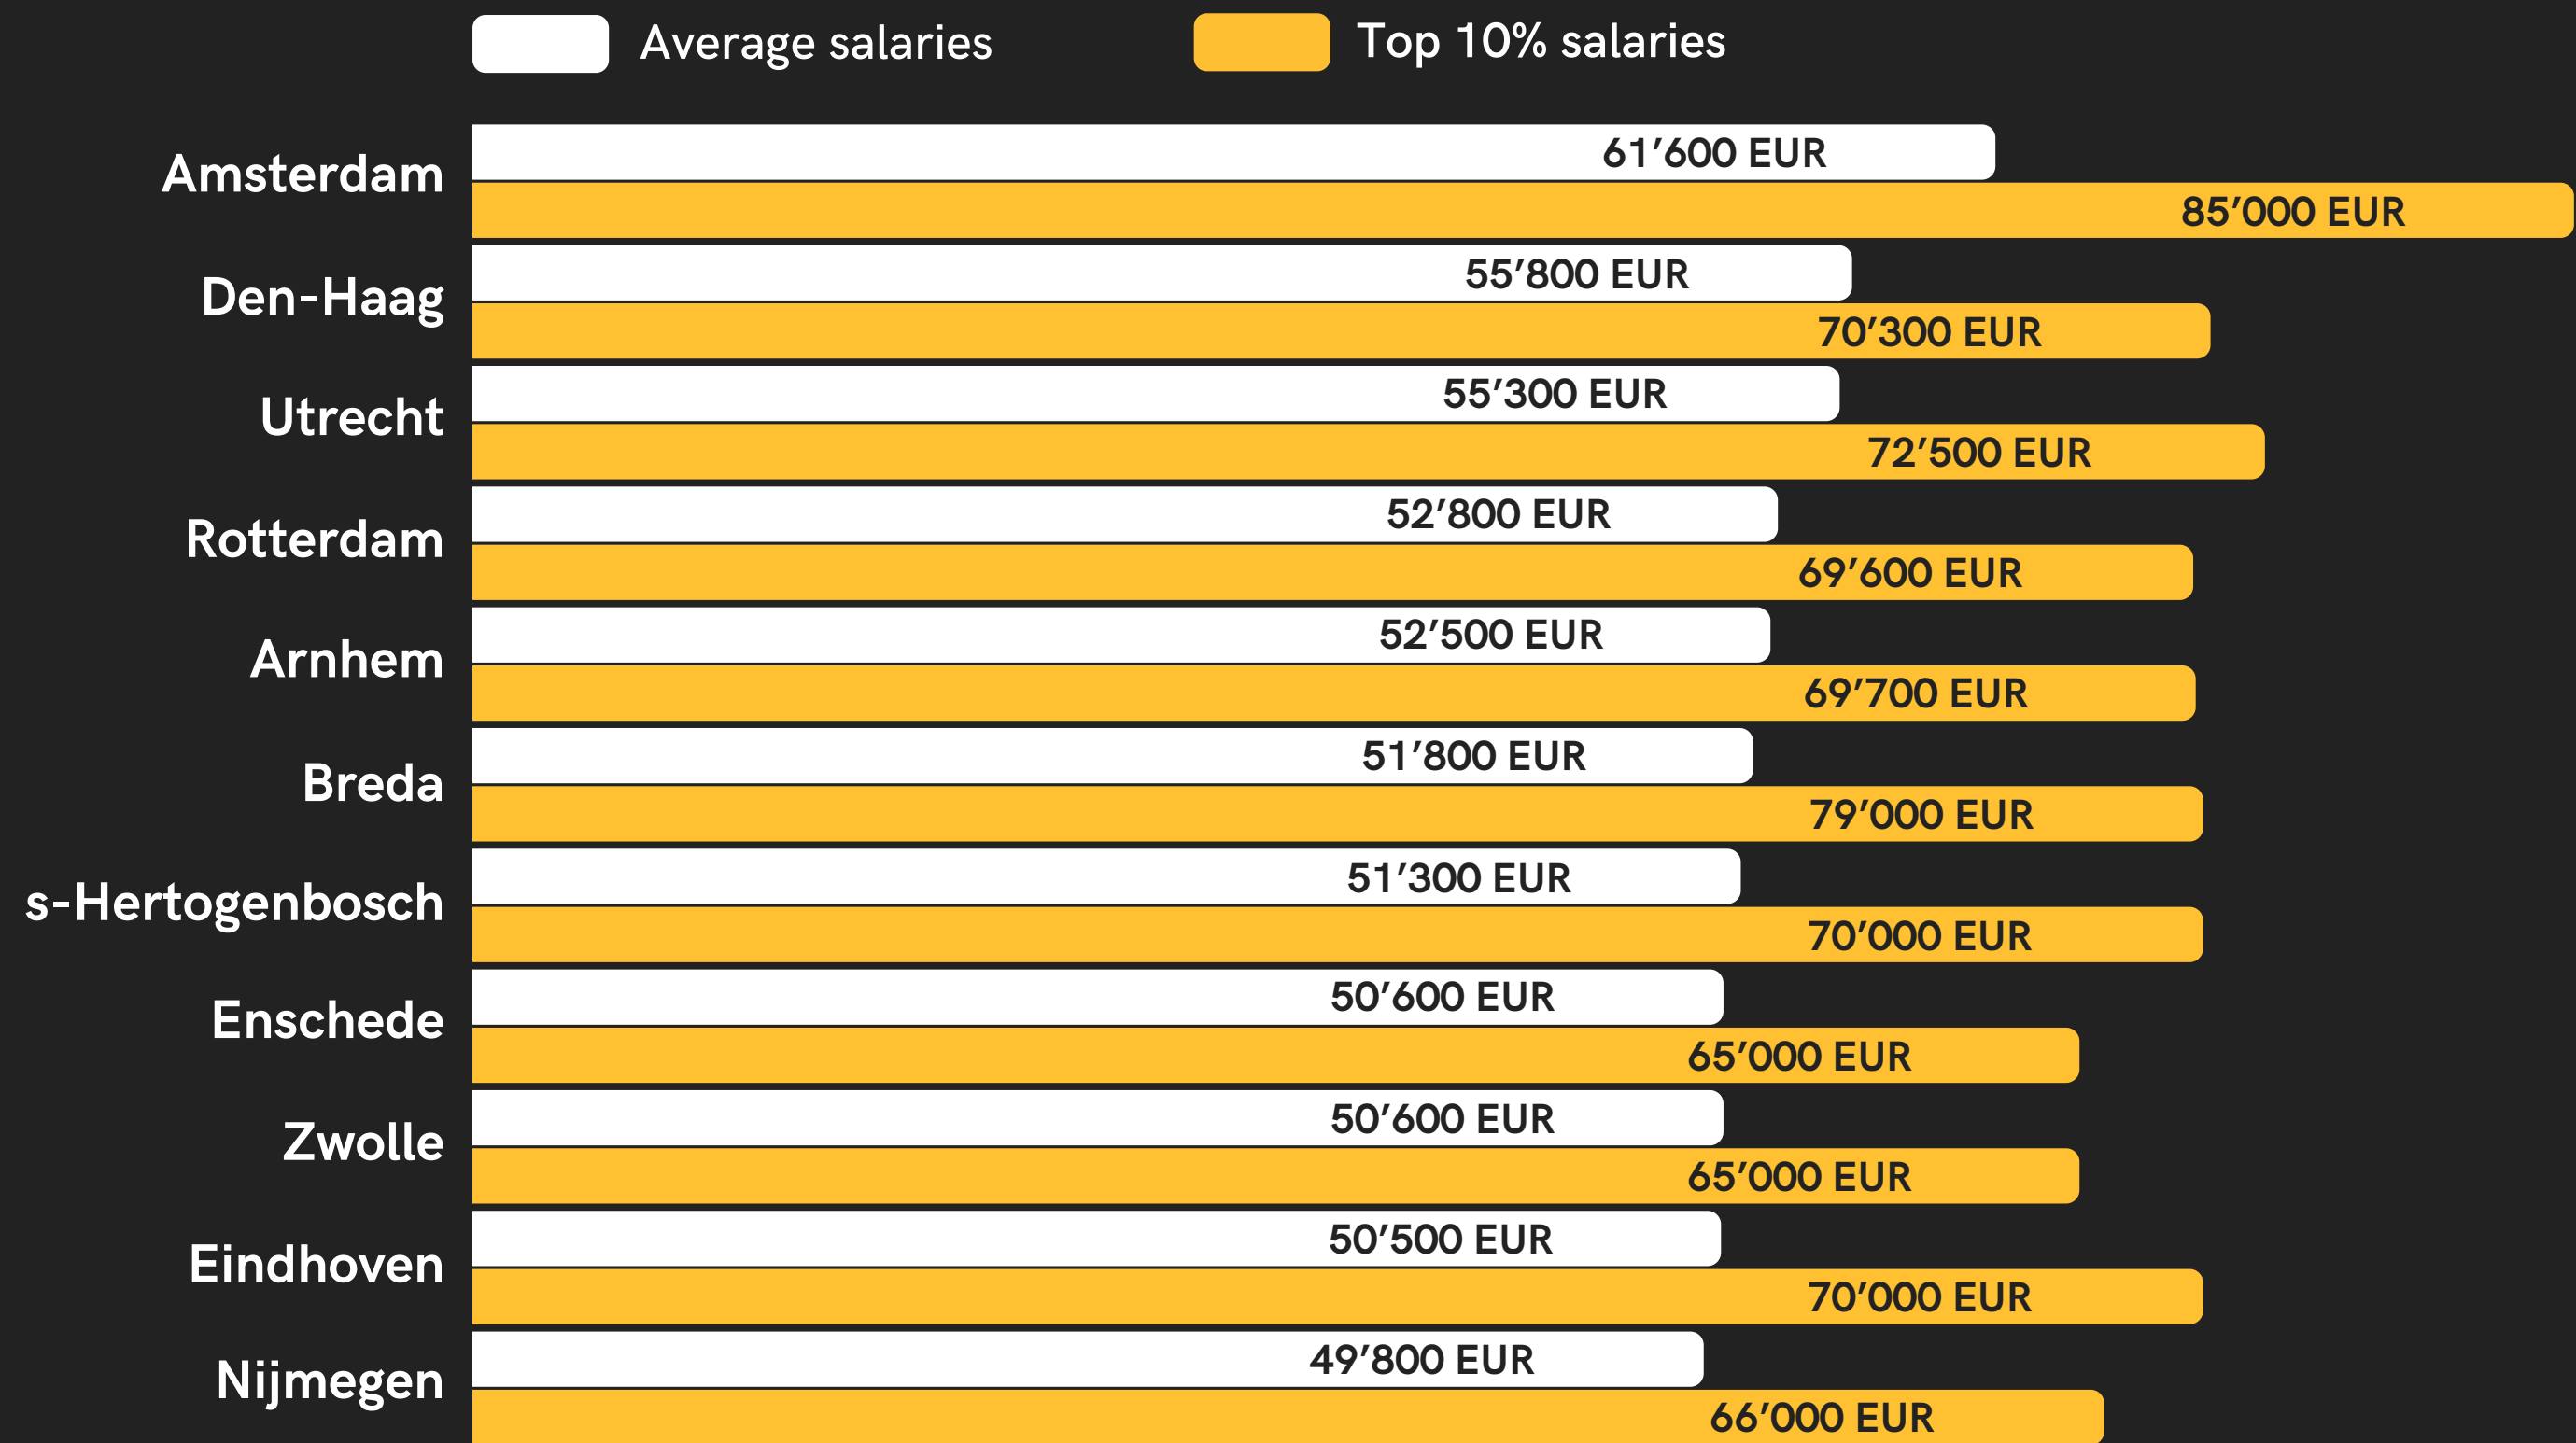 Average salaries
Top 10% salaries
Amsterdam
61’600 EUR
85’000 EUR
Den-Haag
55’800 EUR
70’300 EUR
Utrecht
55’300 EUR
72’500 EUR
Rotterdam
52’800 EUR
69’600 EUR
Arnhem
52’500 EUR
69’700 EUR
Breda
51’800 EUR
79’000 EUR
s-Hertogenbosch
51’300 EUR
70’000 EUR
Enschede
50’600 EUR
65’000 EUR
Zwolle
50’600 EUR
65’000 EUR
Eindhoven
50’500 EUR
70’000 EUR
Nijmegen
49’800 EUR
66’000 EUR